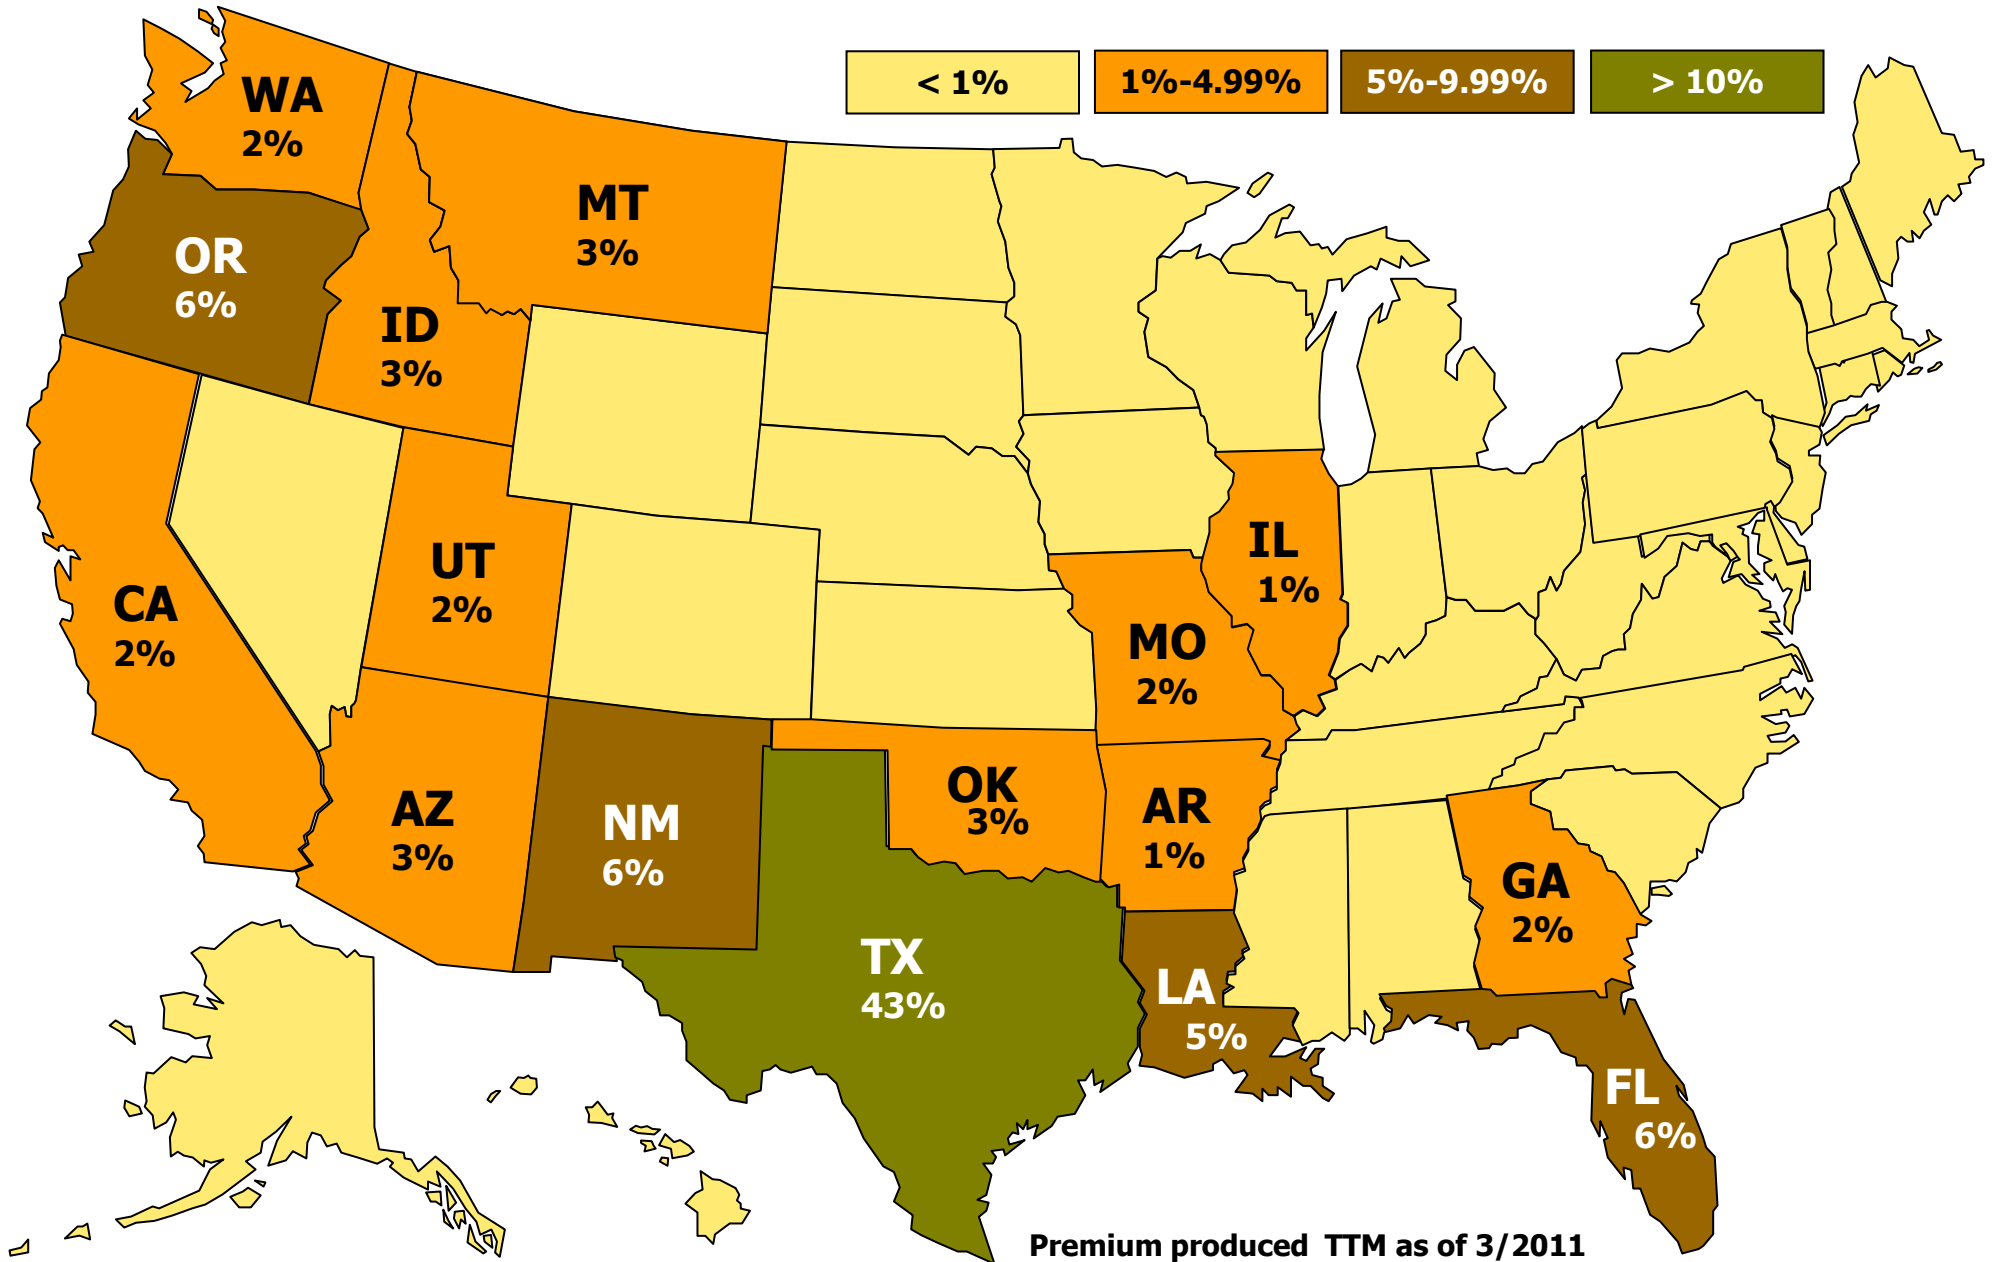 < 1%
1%-4.99%
5%-9.99%
> 10%
WA
2%
MT
3%
OR
6%
ID
3%
IL
1%
UT
2%
CA
2%
MO
2%
OK
3%
AZ
3%
NM
6%
AR
1%
GA
2%
TX
43%
LA
5%
FL
6%
Premium produced TTM as of 3/2011